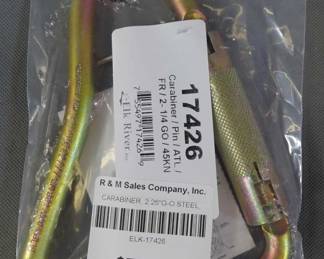 17426
Carabiner / Pin / ATL /
FR / 2- 1/4 GO / 45KN
Elk River
R & M Sales Company, Inc.
CARABINER, 2.25"G-O STEEL
ELK-17426